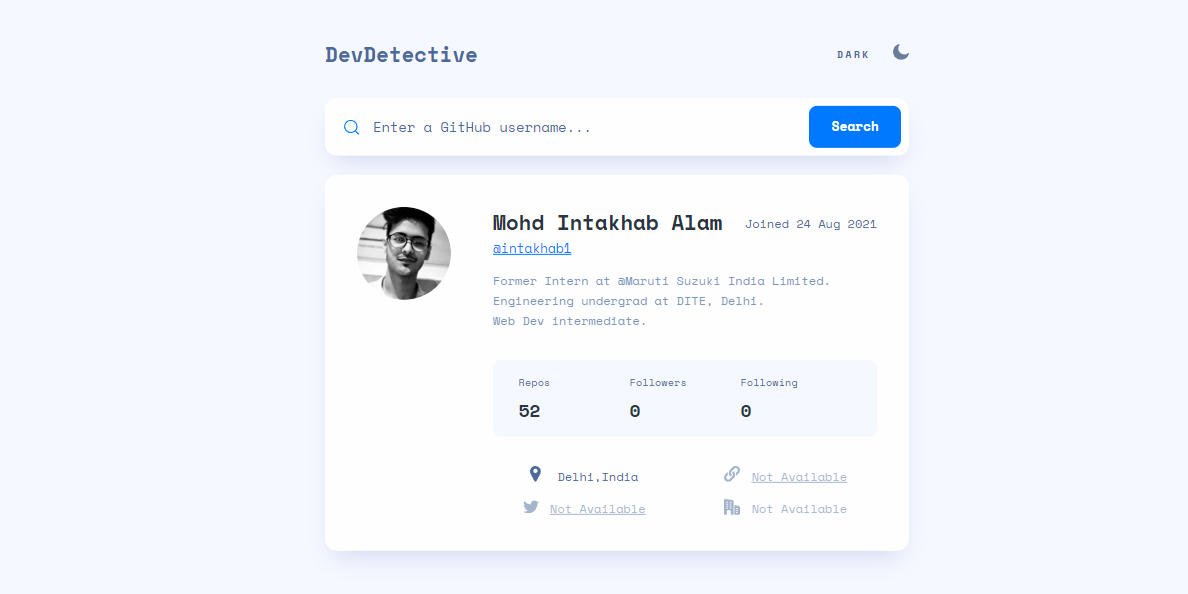 DevDetective
DARK
Enter a GitHub username...
Search
Mohd Intakhab Alam
Joined 24 Aug 2021
@intakhab1
Former Intern at @Maruti Suzuki India Limited.
Engineering undergrad at DITE, Delhi.
Web Dev intermediate.
Repos Followers Following
52 0 0
Delhi,India
Not Available
Not Available
Not Available